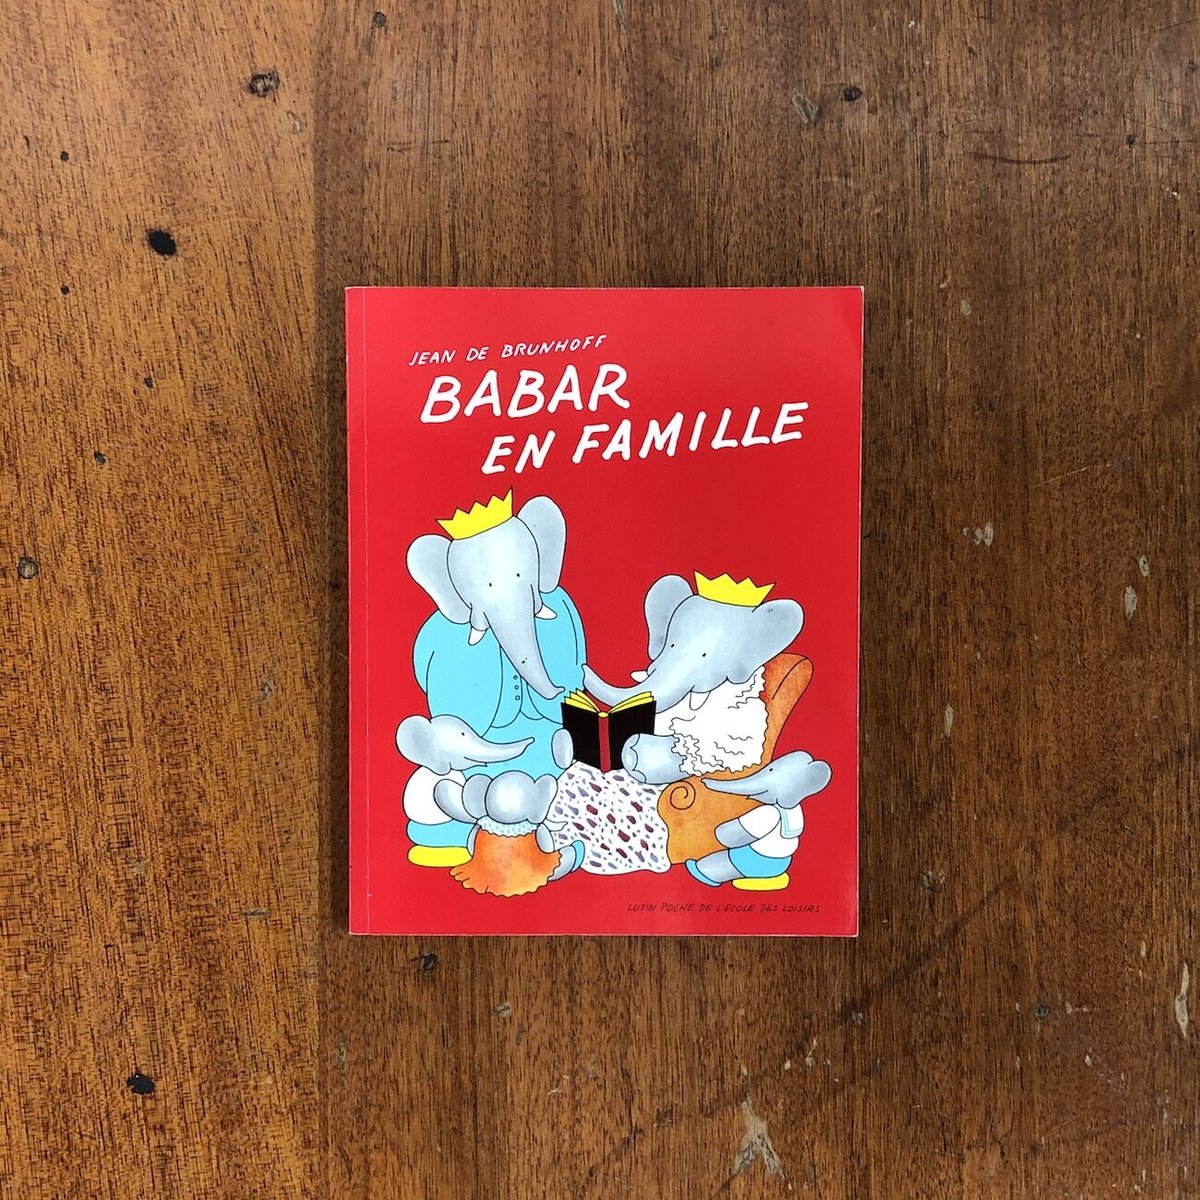 JEAN DE BRUNHOFF
BABAR
EN FAMILLE
LUTIN POCHE DE L'ECOLE DES LOISIRS